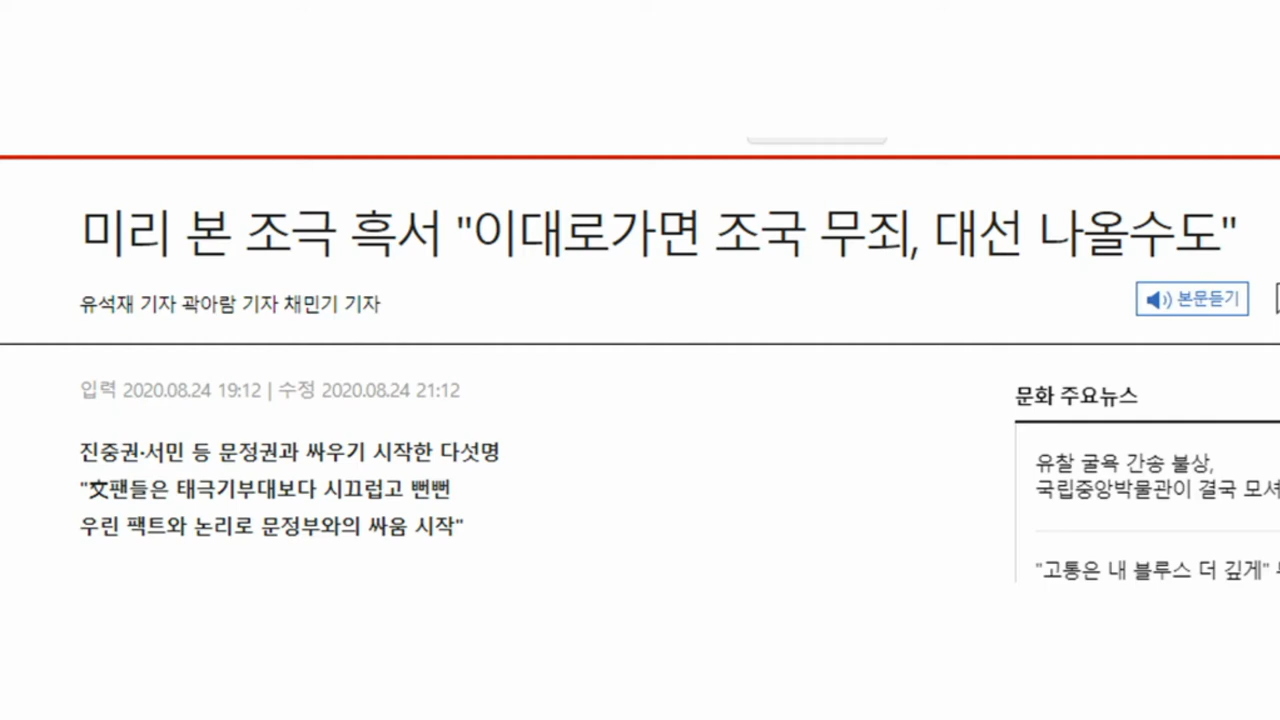 미리 본 조극 흑서 "이대로가면 조국 무죄, 대선 나올수도"
유석재 기자 곽아람 기자 채민기 기자
본문듣기
입력 2020.08.24 19:12 | 수정 2020.08.24 21:12
진중권·서민 등 문정권과 싸우기 시작한 다섯명
"文팬들은 태극기부대보다 시끄럽고 뻔뻔
우린 팩트와 논리로 문정부와의 싸움 시작"
문화 주요뉴스
유찰 굴욕 간송 불상,
국립중앙박물관이 결국 모셔
"고통은 내 블루스 더 깊게"